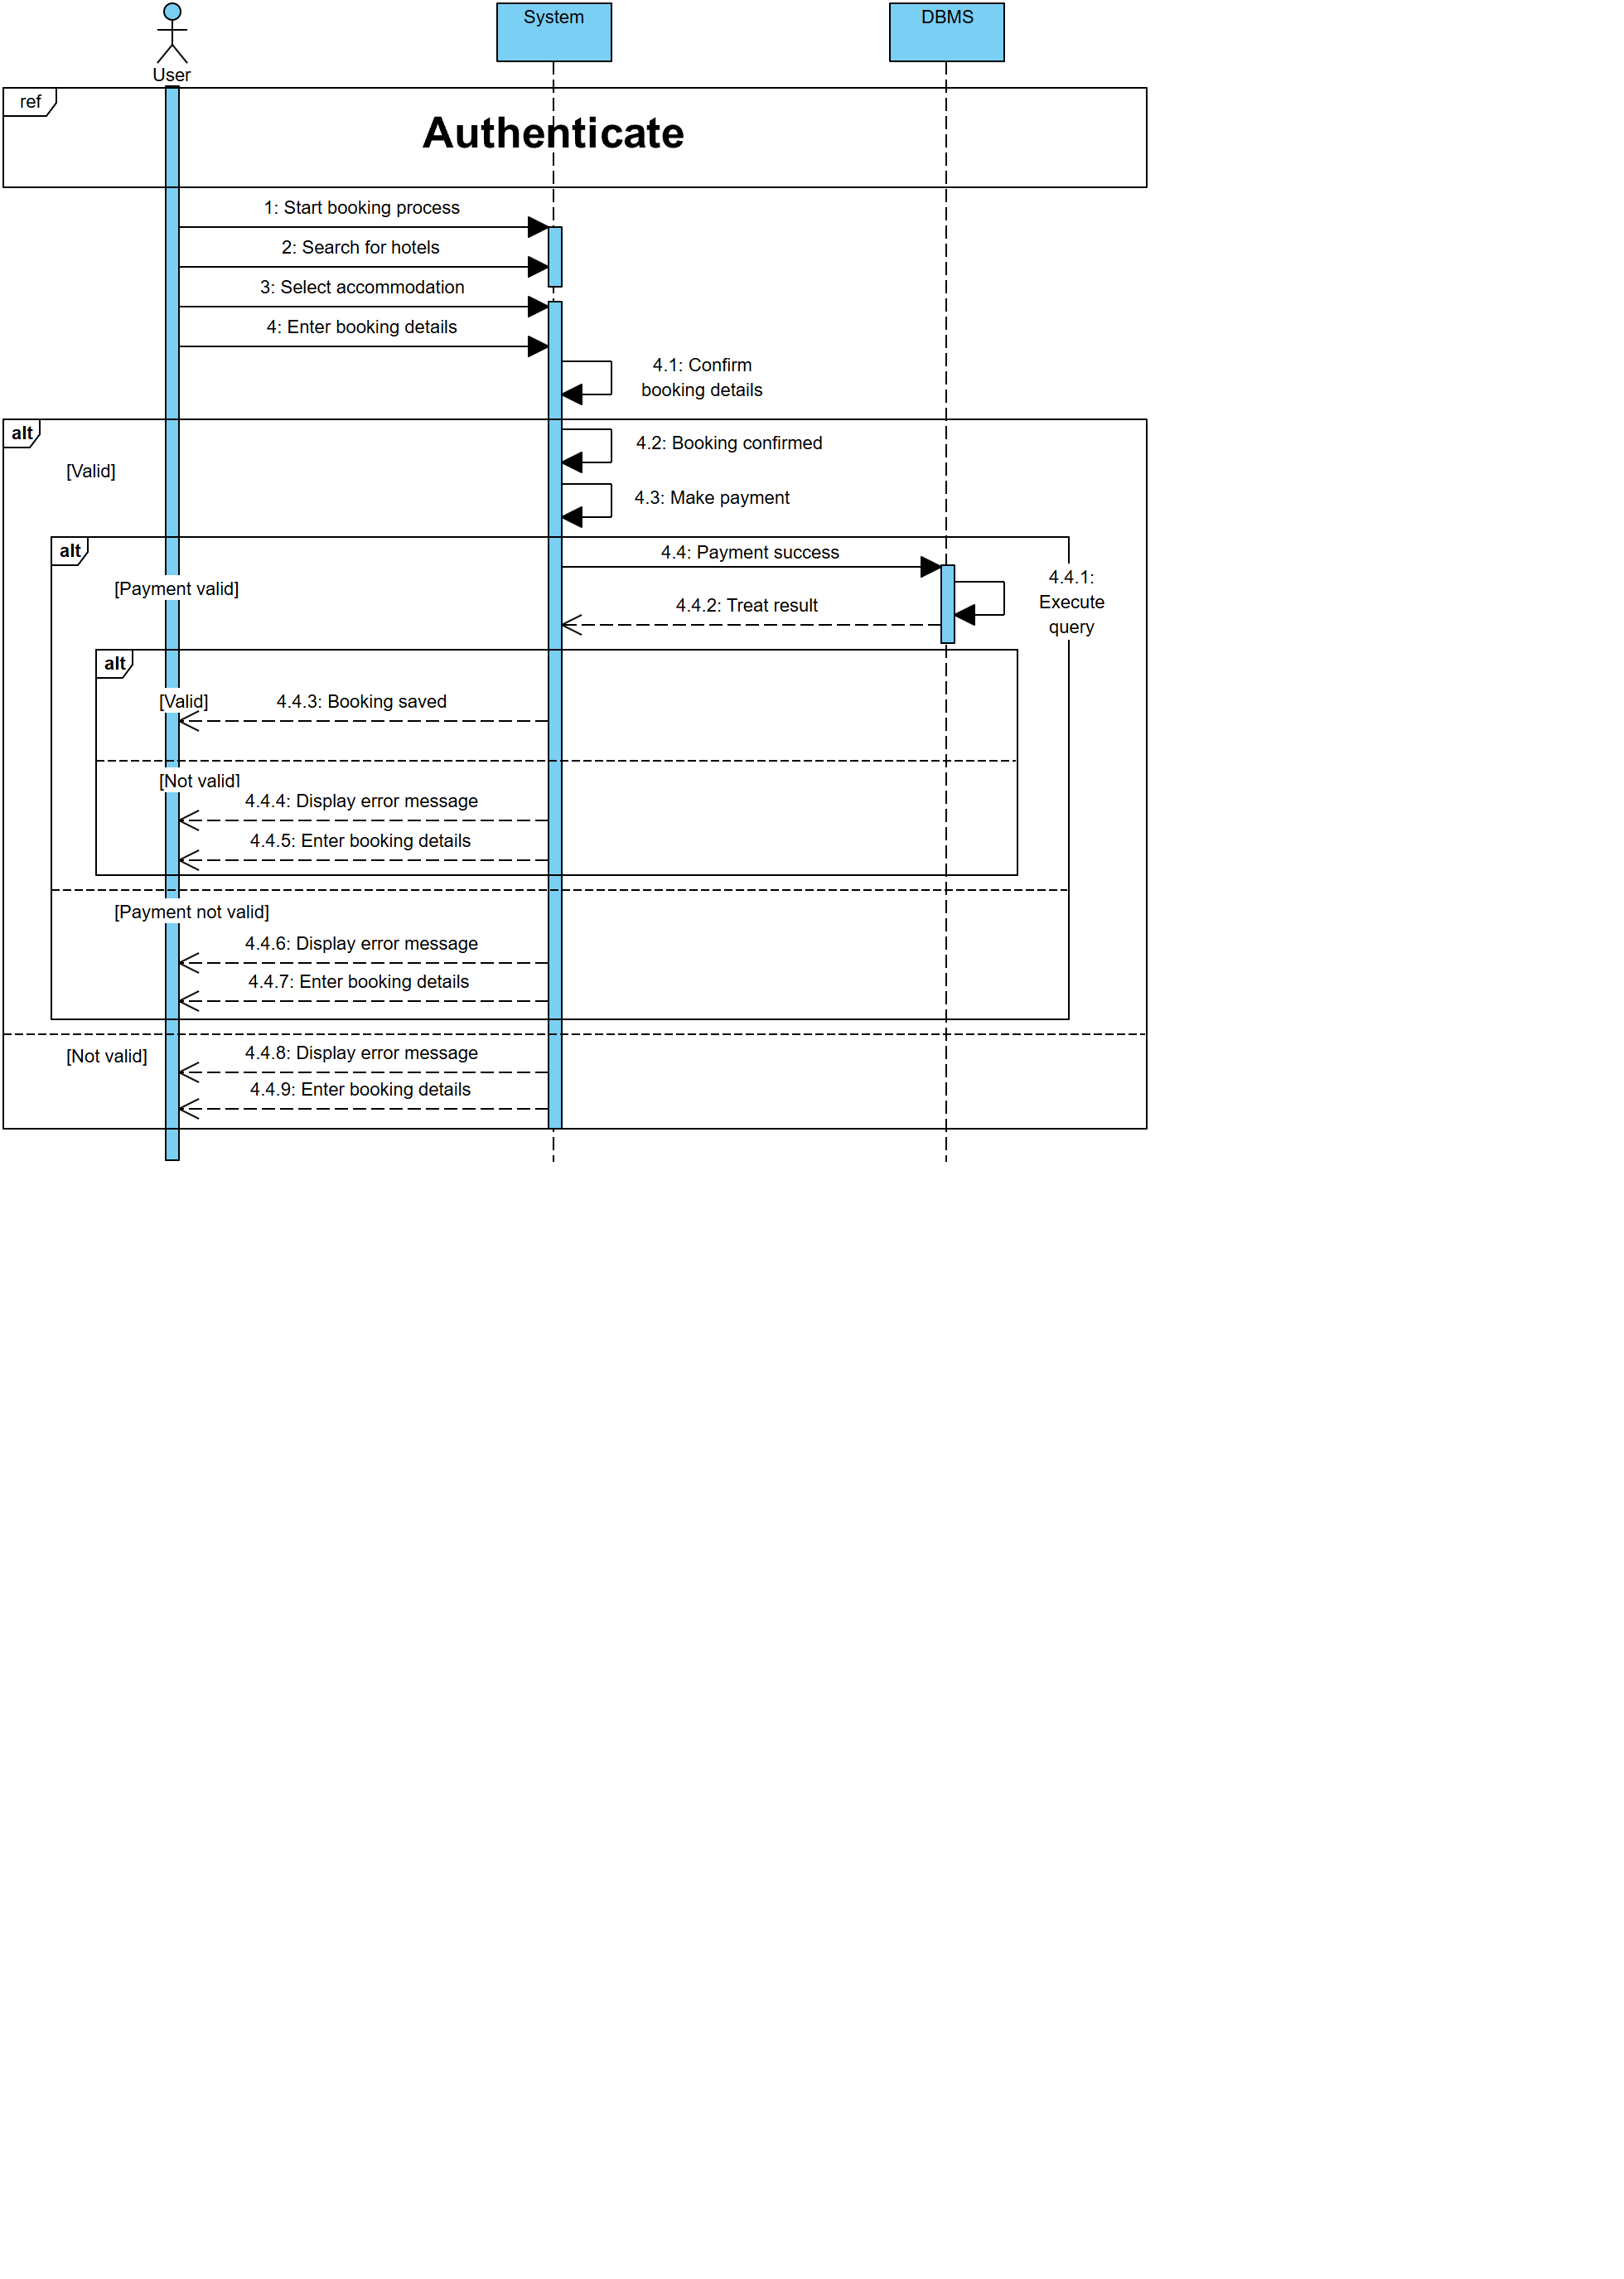 User
System
DBMS
ref
Authenticate
1: Start booking process
2: Search for hotels
3: Select accommodation
4: Enter booking details
4.1: Confirm
booking details
alt
[Valid]
4.2: Booking confirmed
4.3: Make payment
alt
[Payment valid]
4.4: Payment success
4.4.1:
Execute
query
4.4.2: Treat result
alt
[Valid]
4.4.3: Booking saved
[Not valid]
4.4.4: Display error message
4.4.5: Enter booking details
[Payment not valid]
4.4.6: Display error message
4.4.7: Enter booking details
[Not valid]
4.4.8: Display error message
4.4.9: Enter booking details